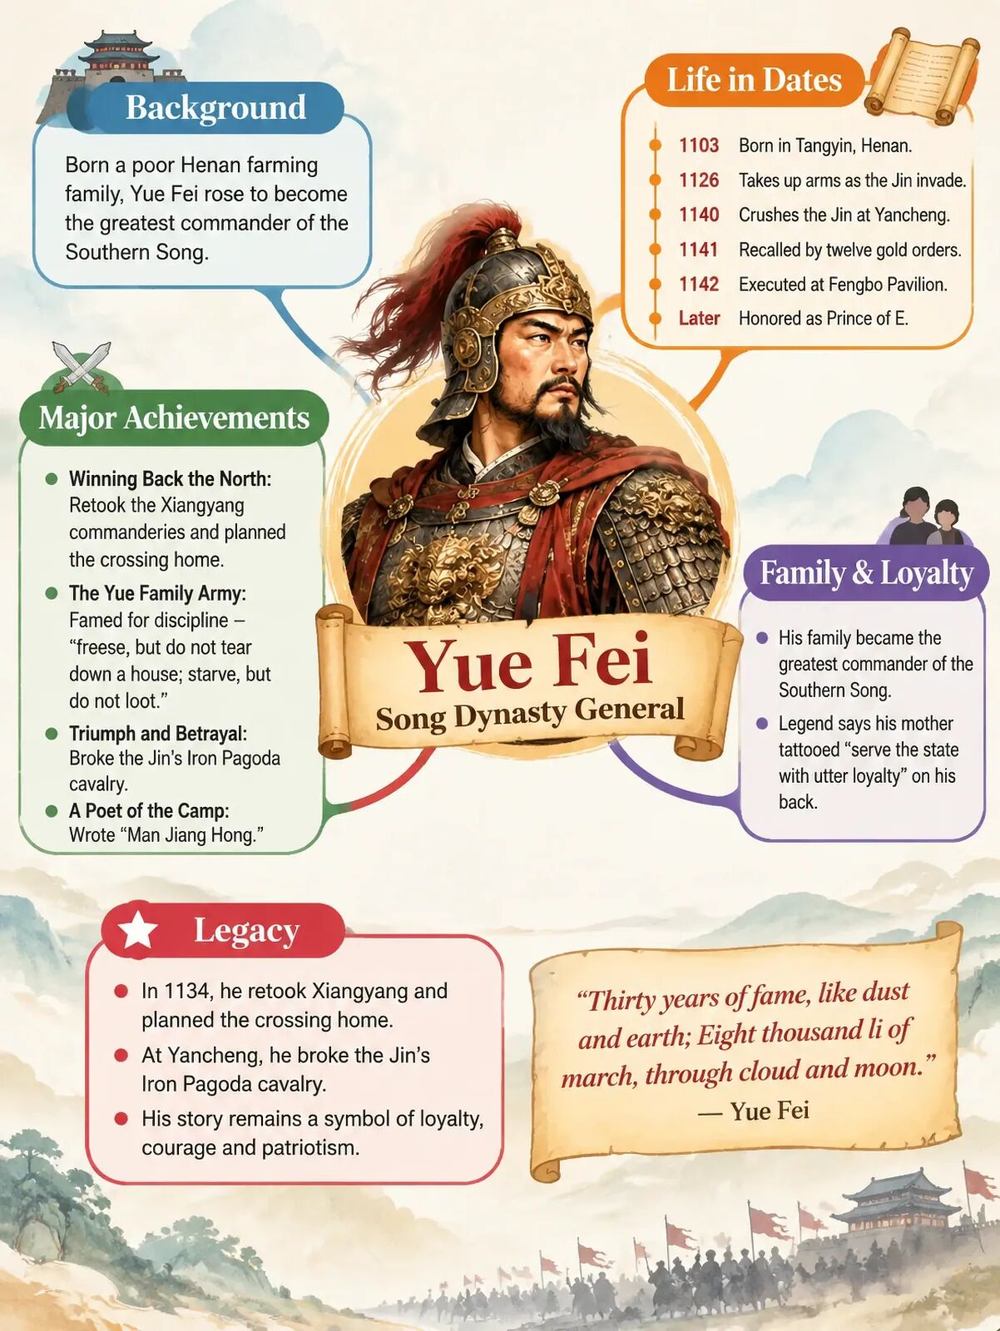 Background
Born a poor Henan farming
family, Yue Fei rose to become
the greatest commander of the
Southern Song.
Life in Dates
1103 Born in Tangyin, Henan.
1126 Takes up arms as the Jin invade.
1140 Crushes the Jin at Yancheng.
1141 Recalled by twelve gold orders.
1142 Executed at Fengbo Pavilion.
Later Honored as Prince of E.
Major Achievements
Winning Back the North:
Retook the Xiangyang
commanderies and planned
the crossing home.
The Yue Family Army:
Famed for discipline –
“freese, but do not tear
down a house; starve, but
do not loot.”
Triumph and Betrayal:
Broke the Jin’s Iron Pagoda
cavalry.
A Poet of the Camp:
Wrote “Man Jiang Hong.”
Yue Fei
Song Dynasty General
Family & Loyalty
His family became the
greatest commander of the
Southern Song.
Legend says his mother
tattooed “serve the state
with utter loyalty” on his
back.
Legacy
In 1134, he retook Xiangyang and
planned the crossing home.
At Yancheng, he broke the Jin’s
Iron Pagoda cavalry.
His story remains a symbol of loyalty,
courage and patriotism.
“Thirty years of fame, like dust
and earth; Eight thousand li of
march, through cloud and moon.”
— Yue Fei